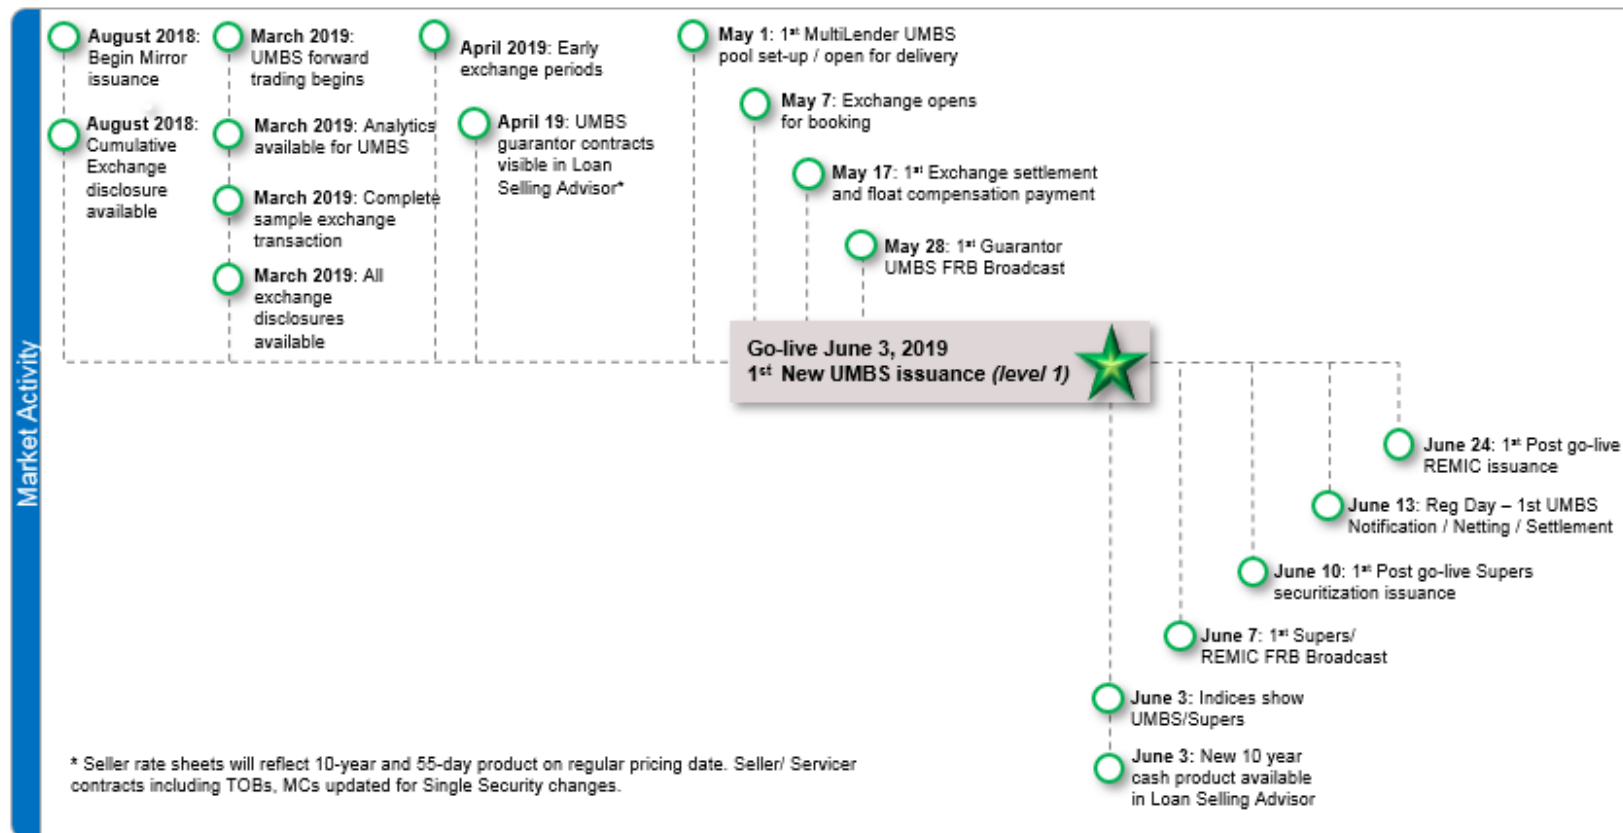 Market Activity
August 2018:
Begin Mirror
issuance
August 2018:
Cumulative
Exchange
disclosure
available
March 2019:
UMBS forward
trading begins
March 2019: Analytics
available for UMBS
March 2019: Complete
sample exchange
transaction
March 2019: All
exchange
disclosures
available
April 2019: Early
exchange periods
April 19: UMBS
guarantor contracts
visible in Loan
Selling Advisor*
May 1: 1st MultiLender UMBS
pool set-up / open for delivery
May 7: Exchange opens
for booking
May 17: 1st Exchange settlement
and float compensation payment
May 28: 1st Guarantor
UMBS FRB Broadcast
Go-live June 3, 2019
1st New UMBS issuance (level 1)
June 24: 1st Post go-live
REMIC issuance
June 13: Reg Day – 1st UMBS
Notification / Netting / Settlement
June 10: 1st Post go-live Supers
securitization issuance
June 7: 1st Supers/
REMIC FRB Broadcast
June 3: Indices show
UMBS/Supers
June 3: New 10 year
cash product available
in Loan Selling Advisor
* Seller rate sheets will reflect 10-year and 55-day product on regular pricing date. Seller/ Servicer
contracts including TOBs, MCs updated for Single Security changes.